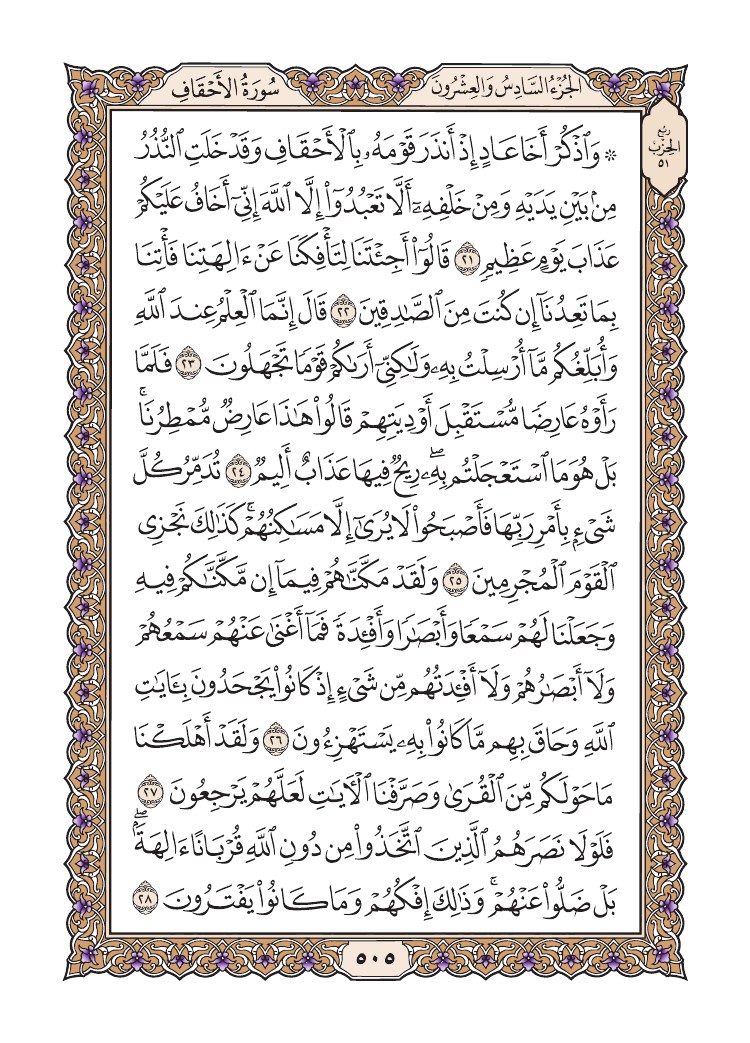 سُورَةُ الأَحْقَافِ
الجُزْءُ السَّادِسُ وَالعِشْرُونَ
رُبع
الحِزْب
٥١
۞ وَٱذْكُرْ أَخَا عَادٍ إِذْ أَنذَرَ قَوْمَهُۥ بِٱلْأَحْقَافِ وَقَدْ خَلَتِ ٱلنُّذُرُ
مِنۢ بَيْنِ يَدَيْهِ وَمِنْ خَلْفِهِۦٓ أَلَّا تَعْبُدُوٓا۟ إِلَّا ٱللَّهَ إِنِّىٓ أَخَافُ عَلَيْكُمْ
عَذَابَ يَوْمٍ عَظِيمٍ ٢١ قَالُوٓا۟ أَجِئْتَنَا لِتَأْفِكَنَا عَنْ ءَالِهَتِنَا فَأْتِنَا
بِمَا تَعِدُنَآ إِن كُنتَ مِنَ ٱلصَّـٰدِقِينَ ٢٢ قَالَ إِنَّمَا ٱلْعِلْمُ عِندَ ٱللَّهِ
وَأُبَلِّغُكُم مَّآ أُرْسِلْتُ بِهِۦ وَلَـٰكِنِّىٓ أَرَىٰكُمْ قَوْمًا تَجْهَلُونَ ٢٣ فَلَمَّا
رَأَوْهُ عَارِضًا مُّسْتَقْبِلَ أَوْدِيَتِهِمْ قَالُوا۟ هَـٰذَا عَارِضٌ مُّمْطِرُنَا ۚ
بَلْ هُوَ مَا ٱسْتَعْجَلْتُم بِهِۦ ۖ رِيحٌ فِيهَا عَذَابٌ أَلِيمٌ ٢٤ تُدَمِّرُ كُلَّ
شَىْءٍۭ بِأَمْرِ رَبِّهَا فَأَصْبَحُوا۟ لَا يُرَىٰٓ إِلَّا مَسَـٰكِنُهُمْ ۚ كَذَٰلِكَ نَجْزِى
ٱلْقَوْمَ ٱلْمُجْرِمِينَ ٢٥ وَلَقَدْ مَكَّنَّـٰهُمْ فِيمَآ إِن مَّكَّنَّـٰكُمْ فِيهِ
وَجَعَلْنَا لَهُمْ سَمْعًا وَأَبْصَـٰرًا وَأَفْـِٔدَةً فَمَآ أَغْنَىٰ عَنْهُمْ سَمْعُهُمْ
وَلَآ أَبْصَـٰرُهُمْ وَلَآ أَفْـِٔدَتُهُم مِّن شَىْءٍ إِذْ كَانُوا۟ يَجْحَدُونَ بِـَٔايَـٰتِ
ٱللَّهِ وَحَاقَ بِهِم مَّا كَانُوا۟ بِهِۦ يَسْتَهْزِءُونَ ٢٦ وَلَقَدْ أَهْلَكْنَا
مَا حَوْلَكُم مِّنَ ٱلْقُرَىٰ وَصَرَّفْنَا ٱلْـَٔايَـٰتِ لَعَلَّهُمْ يَرْجِعُونَ ٢٧
فَلَوْلَا نَصَرَهُمُ ٱلَّذِينَ ٱتَّخَذُوا۟ مِن دُونِ ٱللَّهِ قُرْبَانًا ءَالِهَةًۢ ۖ
بَلْ ضَلُّوا۟ عَنْهُمْ ۚ وَذَٰلِكَ إِفْكُهُمْ وَمَا كَانُوا۟ يَفْتَرُونَ ٢٨
٥٠٥